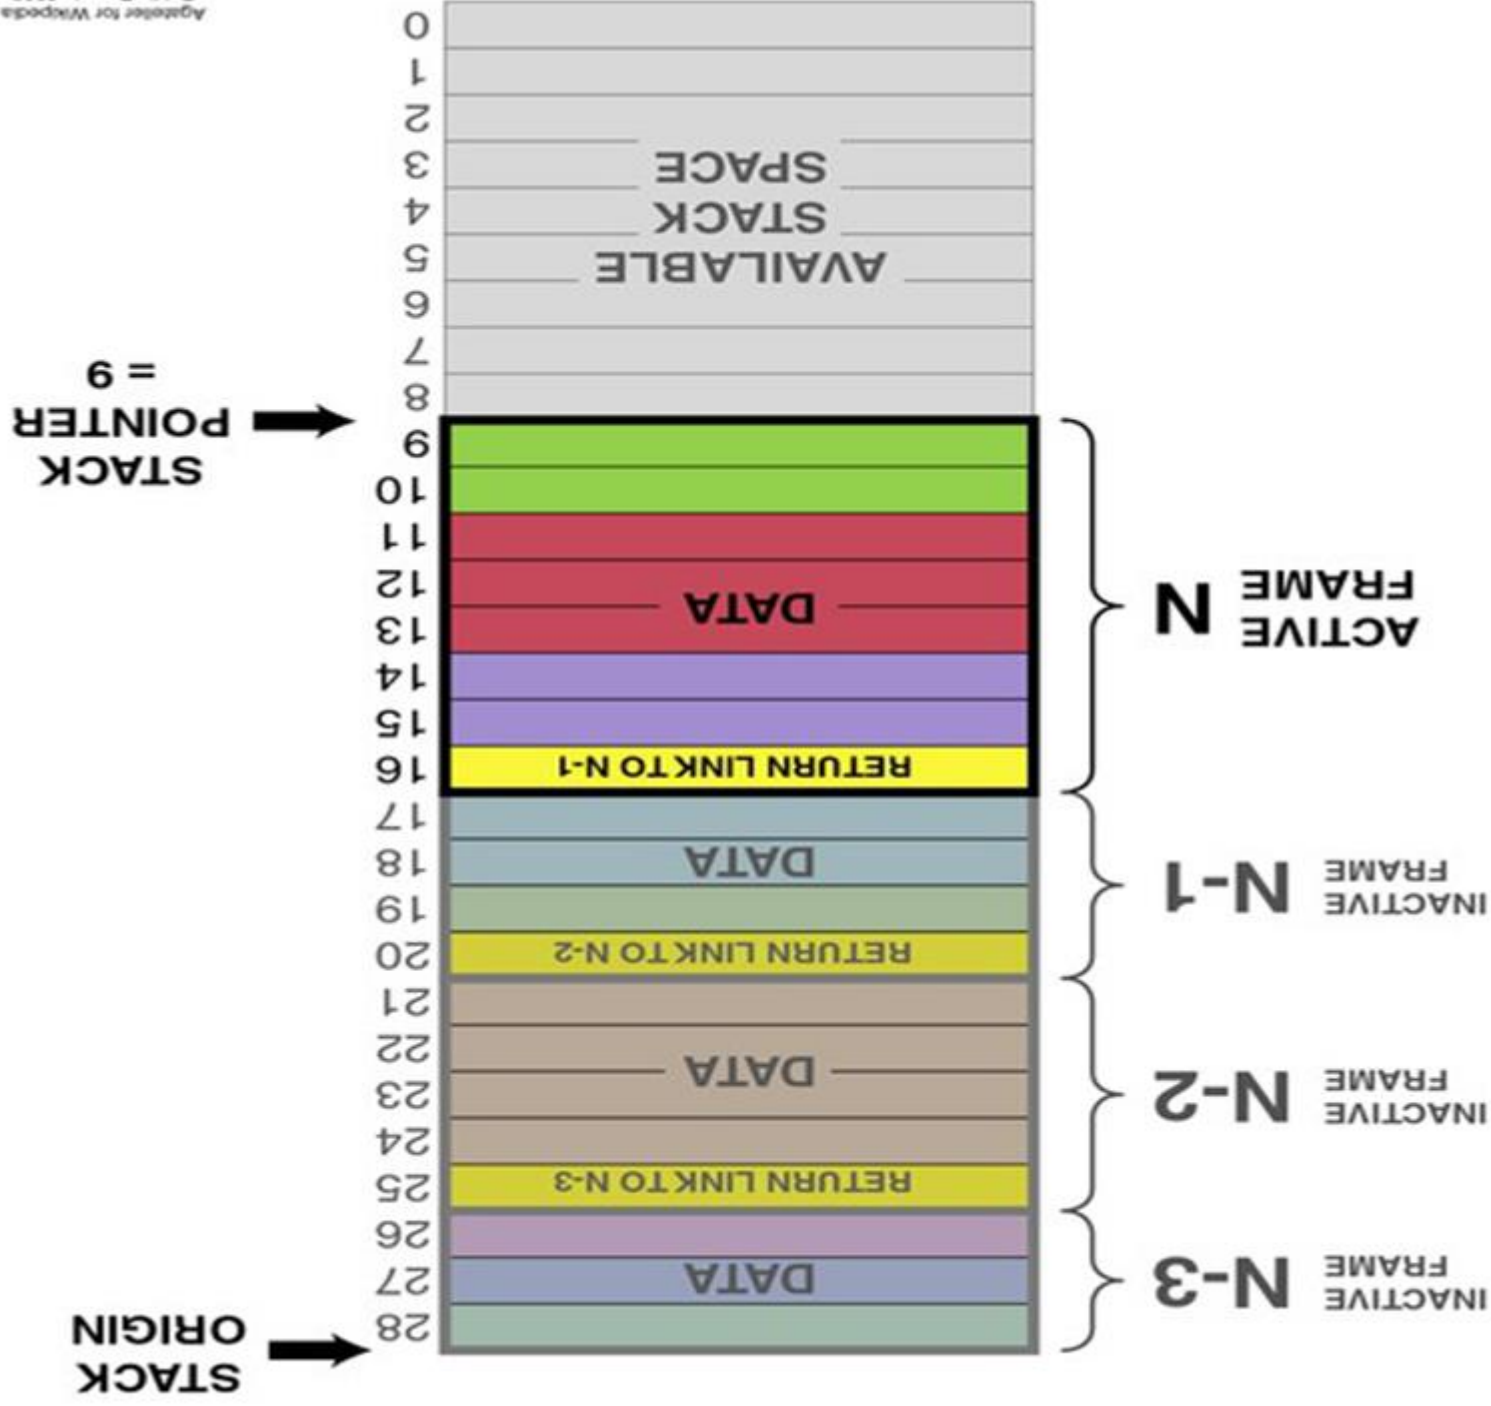 INACTIVE
FRAME
N-3
INACTIVE
FRAME
N-2
INACTIVE
FRAME
N-1
ACTIVE
FRAME
N
DATA
RETURN LINK TO N-3
DATA
RETURN LINK TO N-2
DATA
RETURN LINK TO N-1
DATA
AVAILABLE
STACK
SPACE
28
27
26
25
24
23
22
21
20
19
18
17
16
15
14
13
12
11
10
9
8
7
6
5
4
3
2
1
0
STACK
ORIGIN
STACK
POINTER
= 9
for Wikipedia